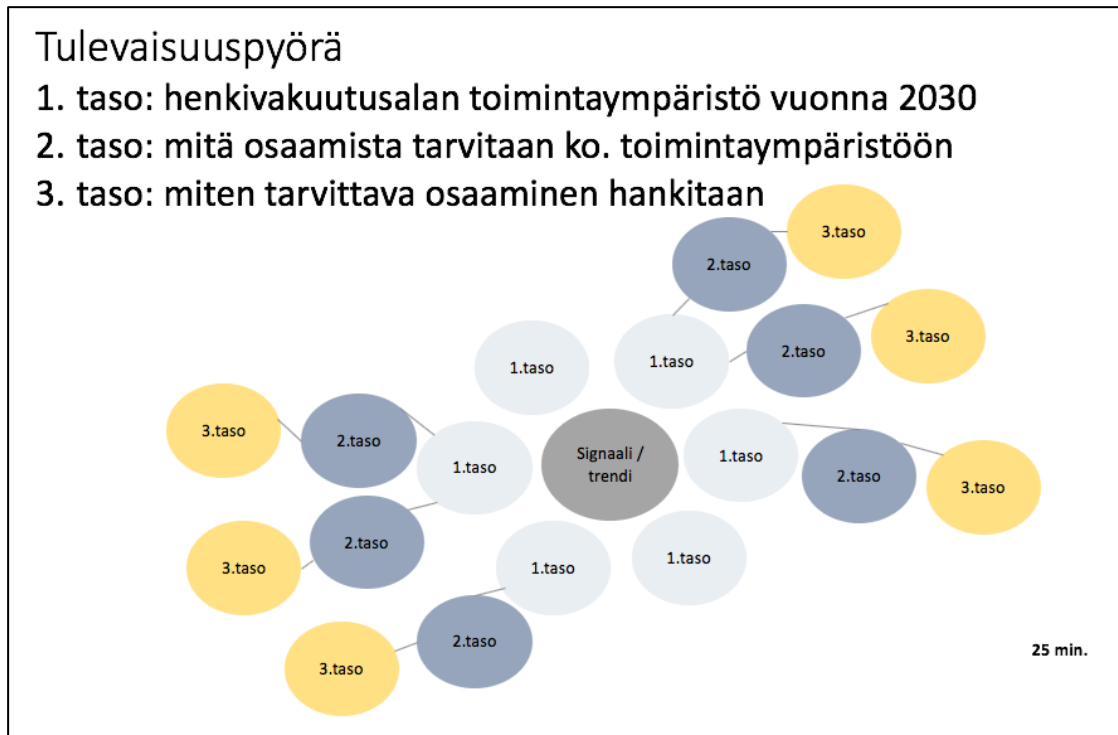 Tulevaisuuspyörä
1. taso: henkivakuutusalan toimintaympäristö vuonna 2030
2. taso: mitä osaamista tarvitaan ko. toimintaympäristöön
3. taso: miten tarvittava osaaminen hankitaan
3.taso
2.taso
3.taso
2.taso
1.taso
1.taso
3.taso
2.taso
1.taso
Signaali /
trendi
1.taso
2.taso
3.taso
2.taso
3.taso
1.taso
1.taso
2.taso
3.taso
25 min.